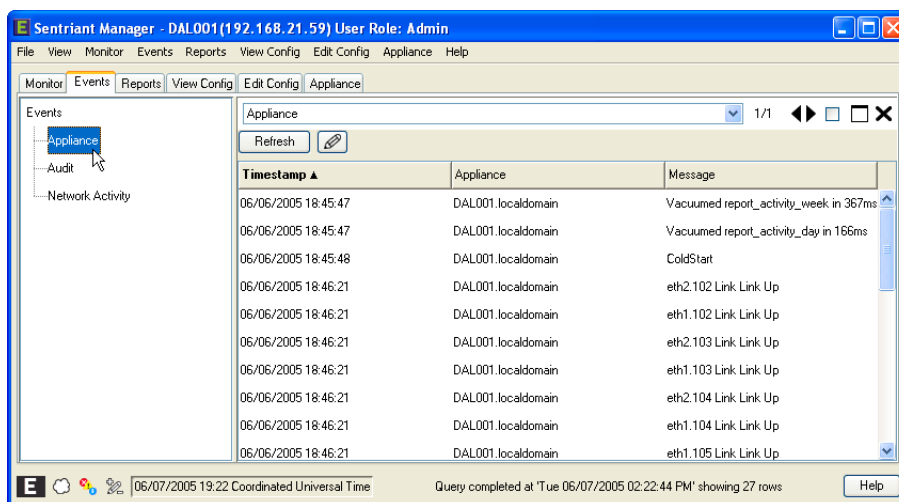 E Sentriant Manager - DAL001(192.168.21.59) User Role: Admin
File View Monitor Events Reports View Config Edit Config Appliance Help
Monitor Events Reports View Config Edit Config Appliance
Events
Appliance
Audit
Network Activity
Appliance 1/1
Refresh
Timestamp ▲ Appliance Message
06/06/2005 18:45:47 DAL001.localdomain Vacuumed report_activity_week in 367ms
06/06/2005 18:45:47 DAL001.localdomain Vacuumed report_activity_day in 166ms
06/06/2005 18:45:48 DAL001.localdomain ColdStart
06/06/2005 18:46:21 DAL001.localdomain eth2.102 Link Link Up
06/06/2005 18:46:21 DAL001.localdomain eth1.102 Link Link Up
06/06/2005 18:46:21 DAL001.localdomain eth2.103 Link Link Up
06/06/2005 18:46:21 DAL001.localdomain eth1.103 Link Link Up
06/06/2005 18:46:21 DAL001.localdomain eth2.104 Link Link Up
06/06/2005 18:46:21 DAL001.localdomain eth1.104 Link Link Up
06/06/2005 18:46:21 DAL001.localdomain eth1.105 Link Link Up
E 06/07/2005 19:22 Coordinated Universal Time Query completed at 'Tue 06/07/2005 02:22:44 PM' showing 27 rows Help